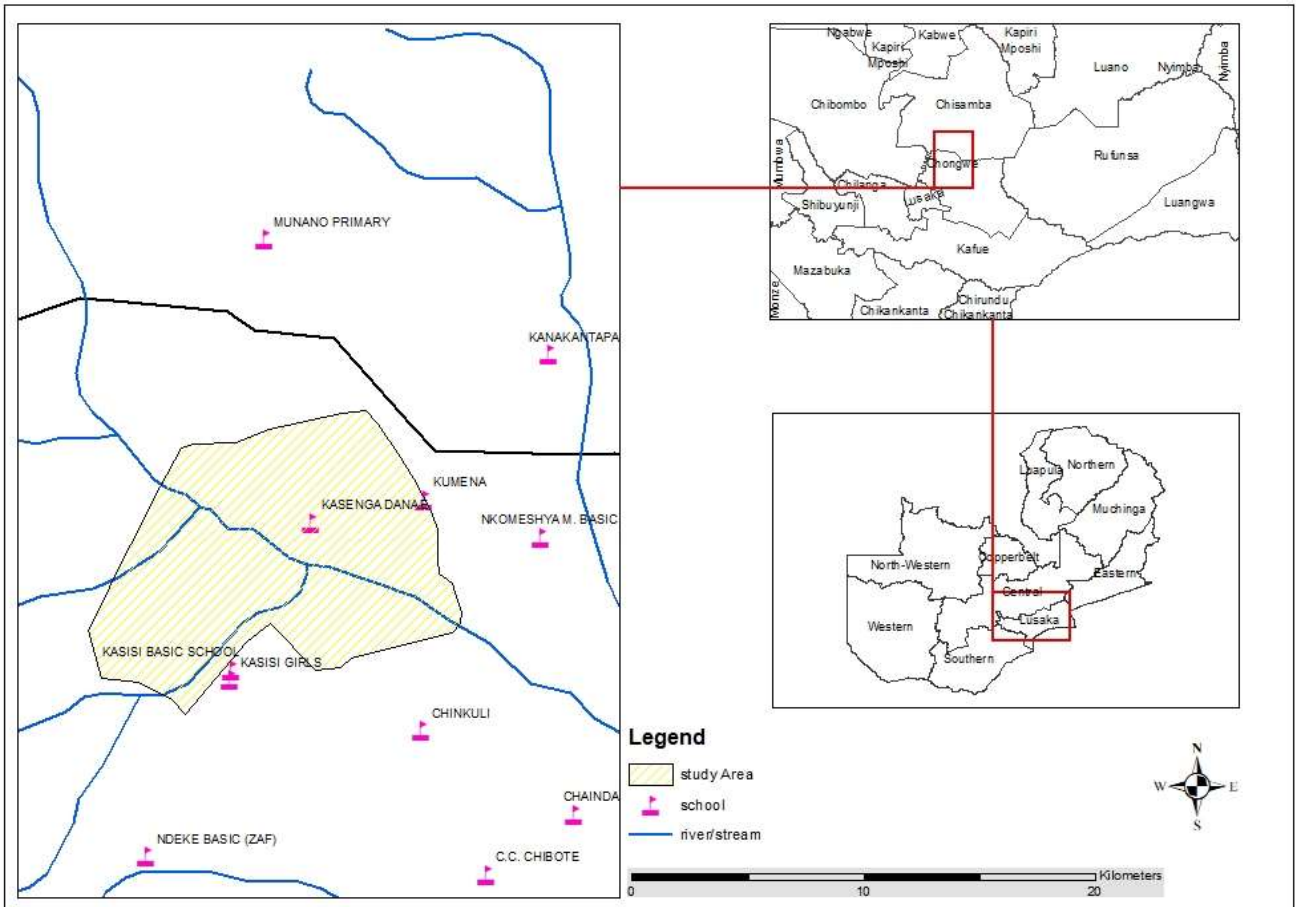 MUNANO PRIMARY
KANAKANTAPA
KUMENA
KASENGA DANAB
NKOMESHYA M. BASIC
KASISI BASIC SCHOOL
KASISI GIRLS
CHINKULI
CHAINDA
NDEKE BASIC (ZAF)
C.C. CHIBOTE
Ngabwe
Kabwe
Kapiri
Mposhi
Kapiri
Mposhi
Luano
Nyimba
Nyimba
Chibombo
Chisamba
Mumbwa
Chongwe
Rufunsa
Chilanga
Lusaka
Shibuyunji
Luangwa
Kafue
Mazabuka
Monze
Chirundu
Chikankanta
Chikankanta
Luapula
Northern
Muchinga
Copperbelt
North-Western
Eastern
Central
Western
Lusaka
Southern
Legend
study Area
school
river/stream
N
W
E
S
Kilometers
0
10
20